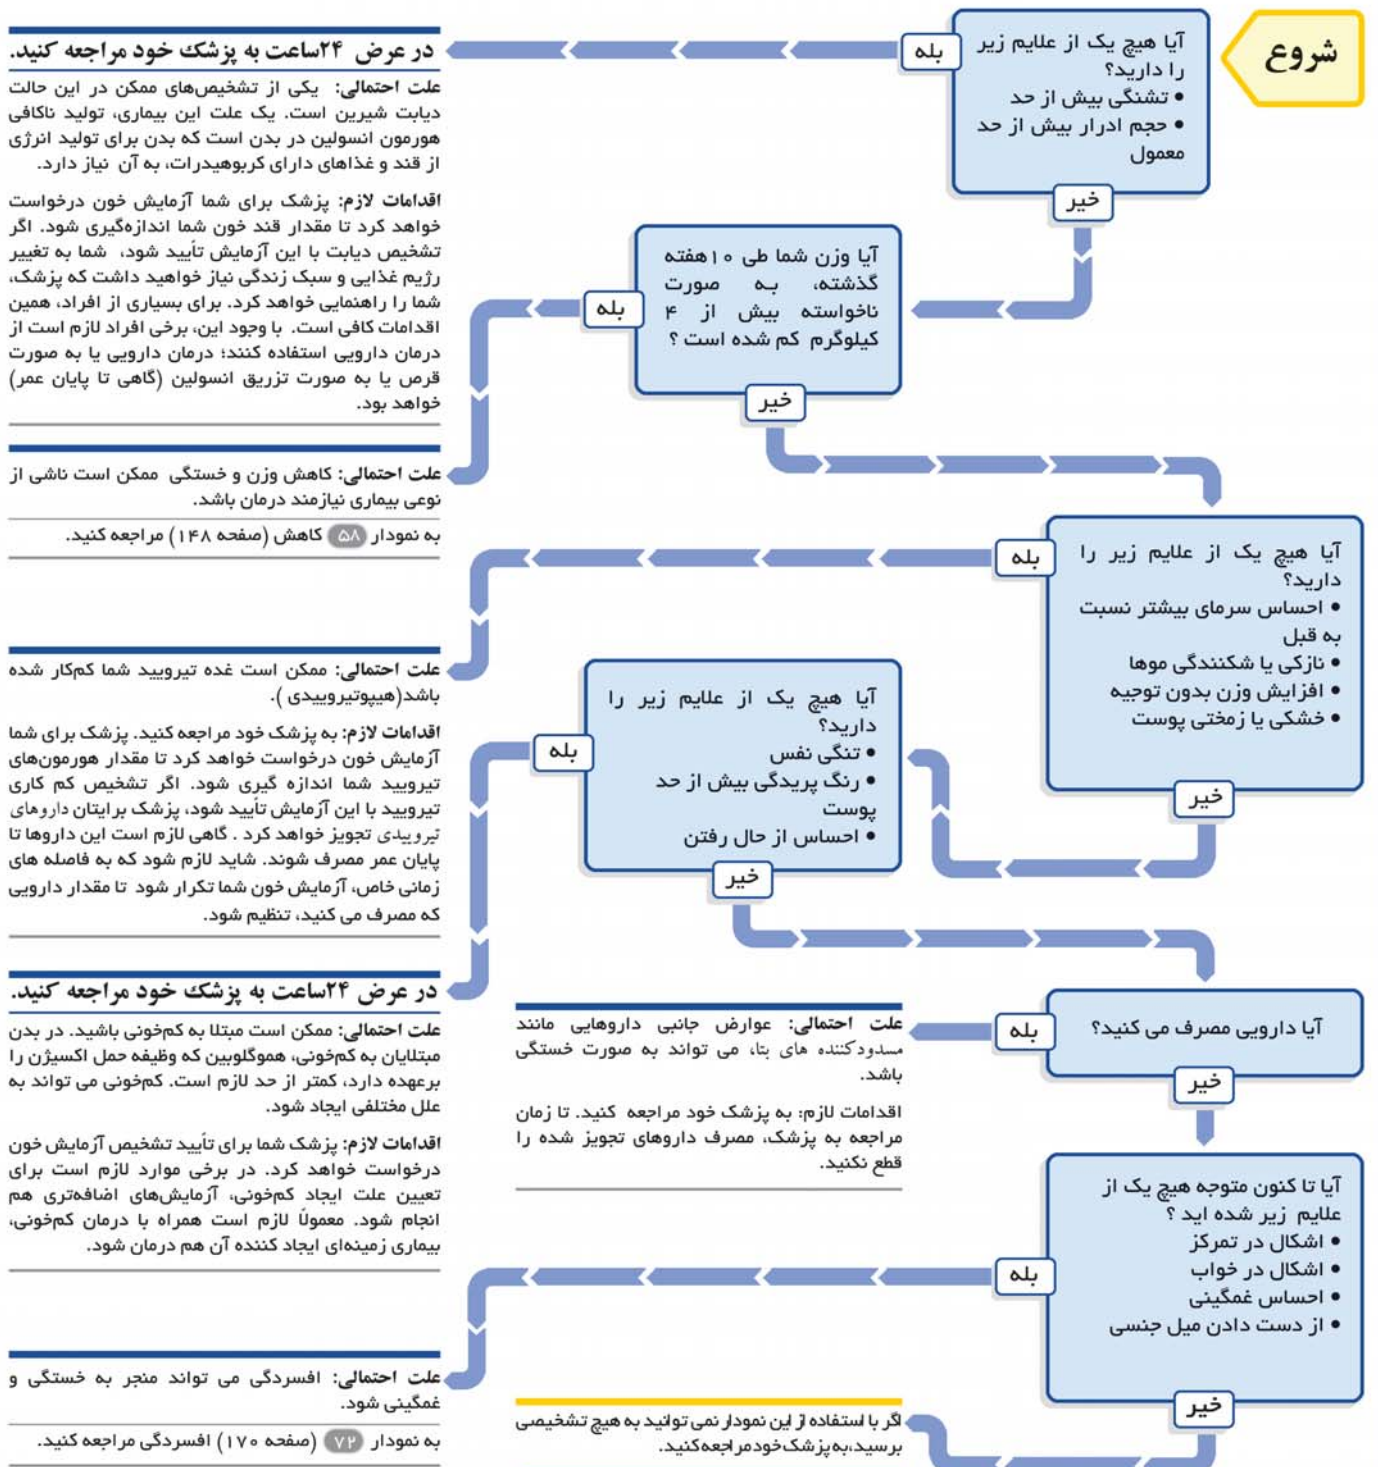 شروع
آیا هیچ یک از علایم زیر
را دارید؟
• تشنگی بیش از حد
• حجم ادرار بیش از حد
معمول
بله
خیر
در عرض ۲۴ساعت به پزشک خود مراجعه کنید.
علت احتمالی: یکی از تشخیص‌های ممکن در این حالت
دیابت شیرین است. یک علت این بیماری، تولید ناکافی
هورمون انسولین در بدن است که بدن برای تولید انرژی
از قند و غذاهای دارای کربوهیدرات، به آن نیاز دارد.
اقدامات لازم: پزشک برای شما آزمایش خون درخواست
خواهد کرد تا مقدار قند خون شما اندازه‌گیری شود. اگر
تشخیص دیابت با این آزمایش تأیید شود، شما به تغییر
رژیم غذایی و سبک زندگی نیاز خواهید داشت که پزشک،
شما را راهنمایی خواهد کرد. برای بسیاری از افراد، همین
اقدامات کافی است. با وجود این، برخی افراد لازم است از
درمان دارویی استفاده کنند؛ درمان دارویی یا به صورت
قرص یا به صورت تزریق انسولین (گاهی تا پایان عمر)
خواهد بود.
آیا وزن شما طی ۱۰هفته
گذشته، به صورت
ناخواسته بیش از ۴
کیلوگرم کم شده است ؟
بله
خیر
علت احتمالی: کاهش وزن و خستگی ممکن است ناشی از
نوعی بیماری نیازمند درمان باشد.
به نمودار ۵۸ کاهش (صفحه ۱۴۸) مراجعه کنید.
آیا هیچ یک از علایم زیر را
دارید؟
• احساس سرمای بیشتر نسبت
به قبل
• نازکی یا شکنندگی موها
• افزایش وزن بدون توجیه
• خشکی یا زمختی پوست
بله
خیر
علت احتمالی: ممکن است غده تیرویید شما کم‌کار شده
باشد(هیپوتیروییدی ).
اقدامات لازم: به پزشک خود مراجعه کنید. پزشک برای شما
آزمایش خون درخواست خواهد کرد تا مقدار هورمون‌های
تیرویید شما اندازه گیری شود. اگر تشخیص کم کاری
تیرویید با این آزمایش تأیید شود، پزشک برایتان داروهای
تیروییدی تجویز خواهد کرد . گاهی لازم است این داروها تا
پایان عمر مصرف شوند. شاید لازم شود که به فاصله های
زمانی خاص، آزمایش خون شما تکرار شود تا مقدار دارویی
که مصرف می کنید، تنظیم شود.
آیا هیچ یک از علایم زیر را
دارید؟
• تنگی نفس
• رنگ پریدگی بیش از حد
پوست
• احساس از حال رفتن
بله
خیر
در عرض ۲۴ساعت به پزشک خود مراجعه کنید.
علت احتمالی: ممکن است مبتلا به کم‌خونی باشید. در بدن
مبتلایان به کم‌خونی، هموگلوبین که وظیفه حمل اکسیژن را
برعهده دارد، کمتر از حد لازم است. کم‌خونی می تواند به
علل مختلفی ایجاد شود.
اقدامات لازم: پزشک شما برای تأیید تشخیص آزمایش خون
درخواست خواهد کرد. در برخی موارد لازم است برای
تعیین علت ایجاد کم‌خونی، آزمایش‌های اضافه‌تری هم
انجام شود. معمولاً لازم است همراه با درمان کم‌خونی،
بیماری زمینه‌ای ایجاد کننده آن هم درمان شود.
آیا دارویی مصرف می کنید؟
بله
خیر
علت احتمالی: عوارض جانبی داروهایی مانند
مسدودکننده های بتا، می تواند به صورت خستگی
باشد.
اقدامات لازم: به پزشک خود مراجعه کنید. تا زمان
مراجعه به پزشک، مصرف داروهای تجویز شده را
قطع نکنید.
آیا تا کنون متوجه هیچ یک از
علایم زیر شده اید ؟
• اشکال در تمرکز
• اشکال در خواب
• احساس غمگینی
• از دست دادن میل جنسی
بله
خیر
علت احتمالی: افسردگی می تواند منجر به خستگی و
غمگینی شود.
به نمودار ۷۲ (صفحه ۱۷۰) افسردگی مراجعه کنید.
اگر با استفاده از این نمودار نمی توانید به هیچ تشخیصی
برسید،به پزشک خود مراجعه کنید.